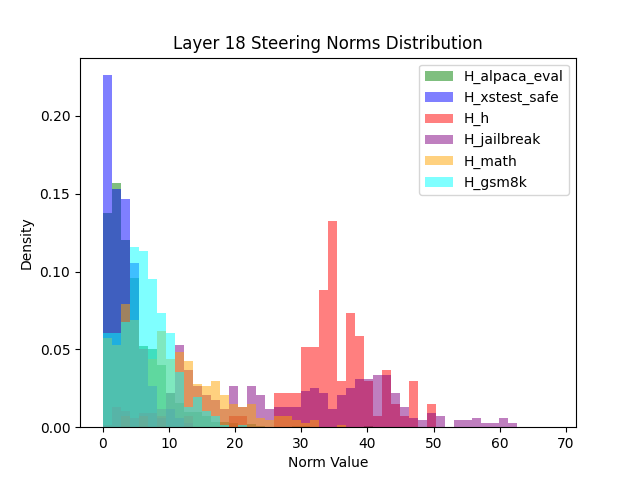 Layer 18 Steering Norms Distribution
H_alpaca_eval
H_xstest_safe
H_h
H_jailbreak
H_math
H_gsm8k
0.20
0.15
0.10
0.05
0.00
Density
0 10 20 30 40 50 60 70
Norm Value